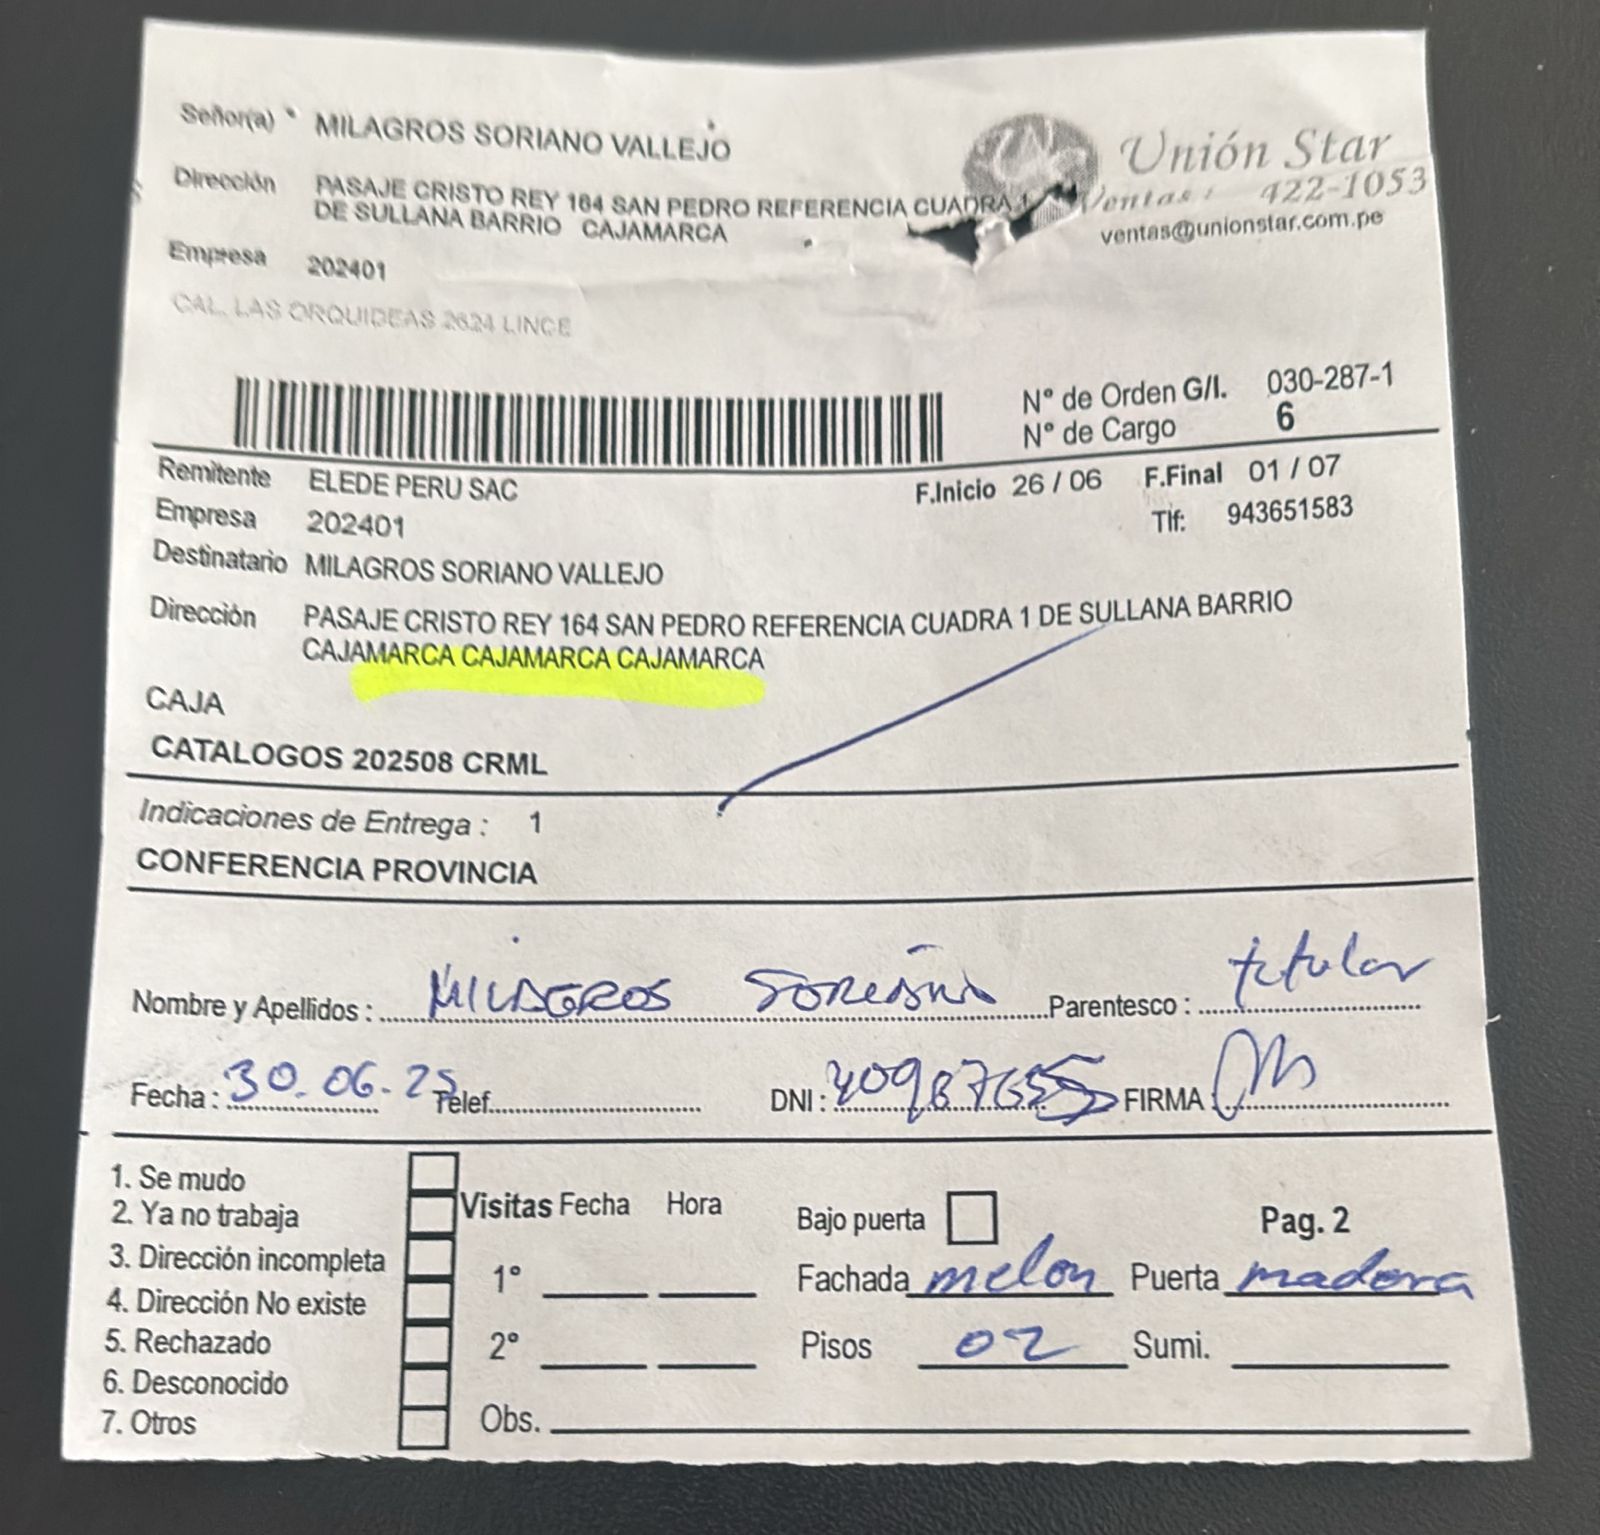 Señor(a) MILAGROS SORIANO VALLEJO
Unión Star
Ventas: 422-1053
ventas@unionstar.com.pe
Dirección PASAJE CRISTO REY 164 SAN PEDRO REFERENCIA CUADRA 1
DE SULLANA BARRIO CAJAMARCA
Empresa 202401
CAL. LAS ORQUIDEAS 2624 LINCE
N° de Orden G/I. 030-287-1
N° de Cargo 6
Remitente ELEDE PERU SAC F.Inicio 26 / 06 F.Final 01 / 07
Empresa 202401 Tlf: 943651583
Destinatario MILAGROS SORIANO VALLEJO
Dirección PASAJE CRISTO REY 164 SAN PEDRO REFERENCIA CUADRA 1 DE SULLANA BARRIO
CAJAMARCA CAJAMARCA CAJAMARCA
CAJA
CATALOGOS 202508 CRML
Indicaciones de Entrega : 1
CONFERENCIA PROVINCIA
Nombre y Apellidos : MILAGROS SORIANO Parentesco : titular
Fecha : 30.06.25 Telef. DNI : FIRMA
1. Se mudo
2. Ya no trabaja
3. Dirección incompleta
4. Dirección No existe
5. Rechazado
6. Desconocido
7. Otros
Visitas Fecha Hora
1°
2°
Bajo puerta Pag. 2
Fachada melon Puerta madera
Pisos 02 Sumi.
Obs.